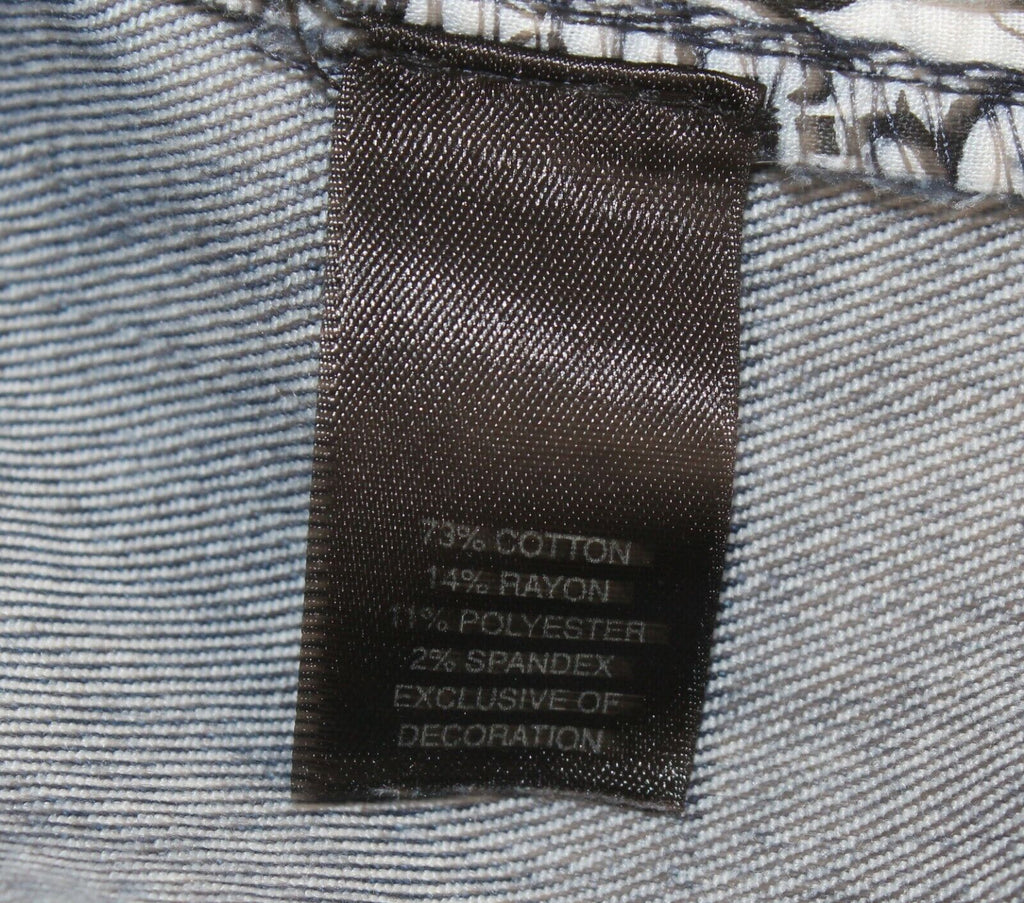 73% COTTON
14% RAYON
11% POLYESTER
2% SPANDEX
EXCLUSIVE OF
DECORATION